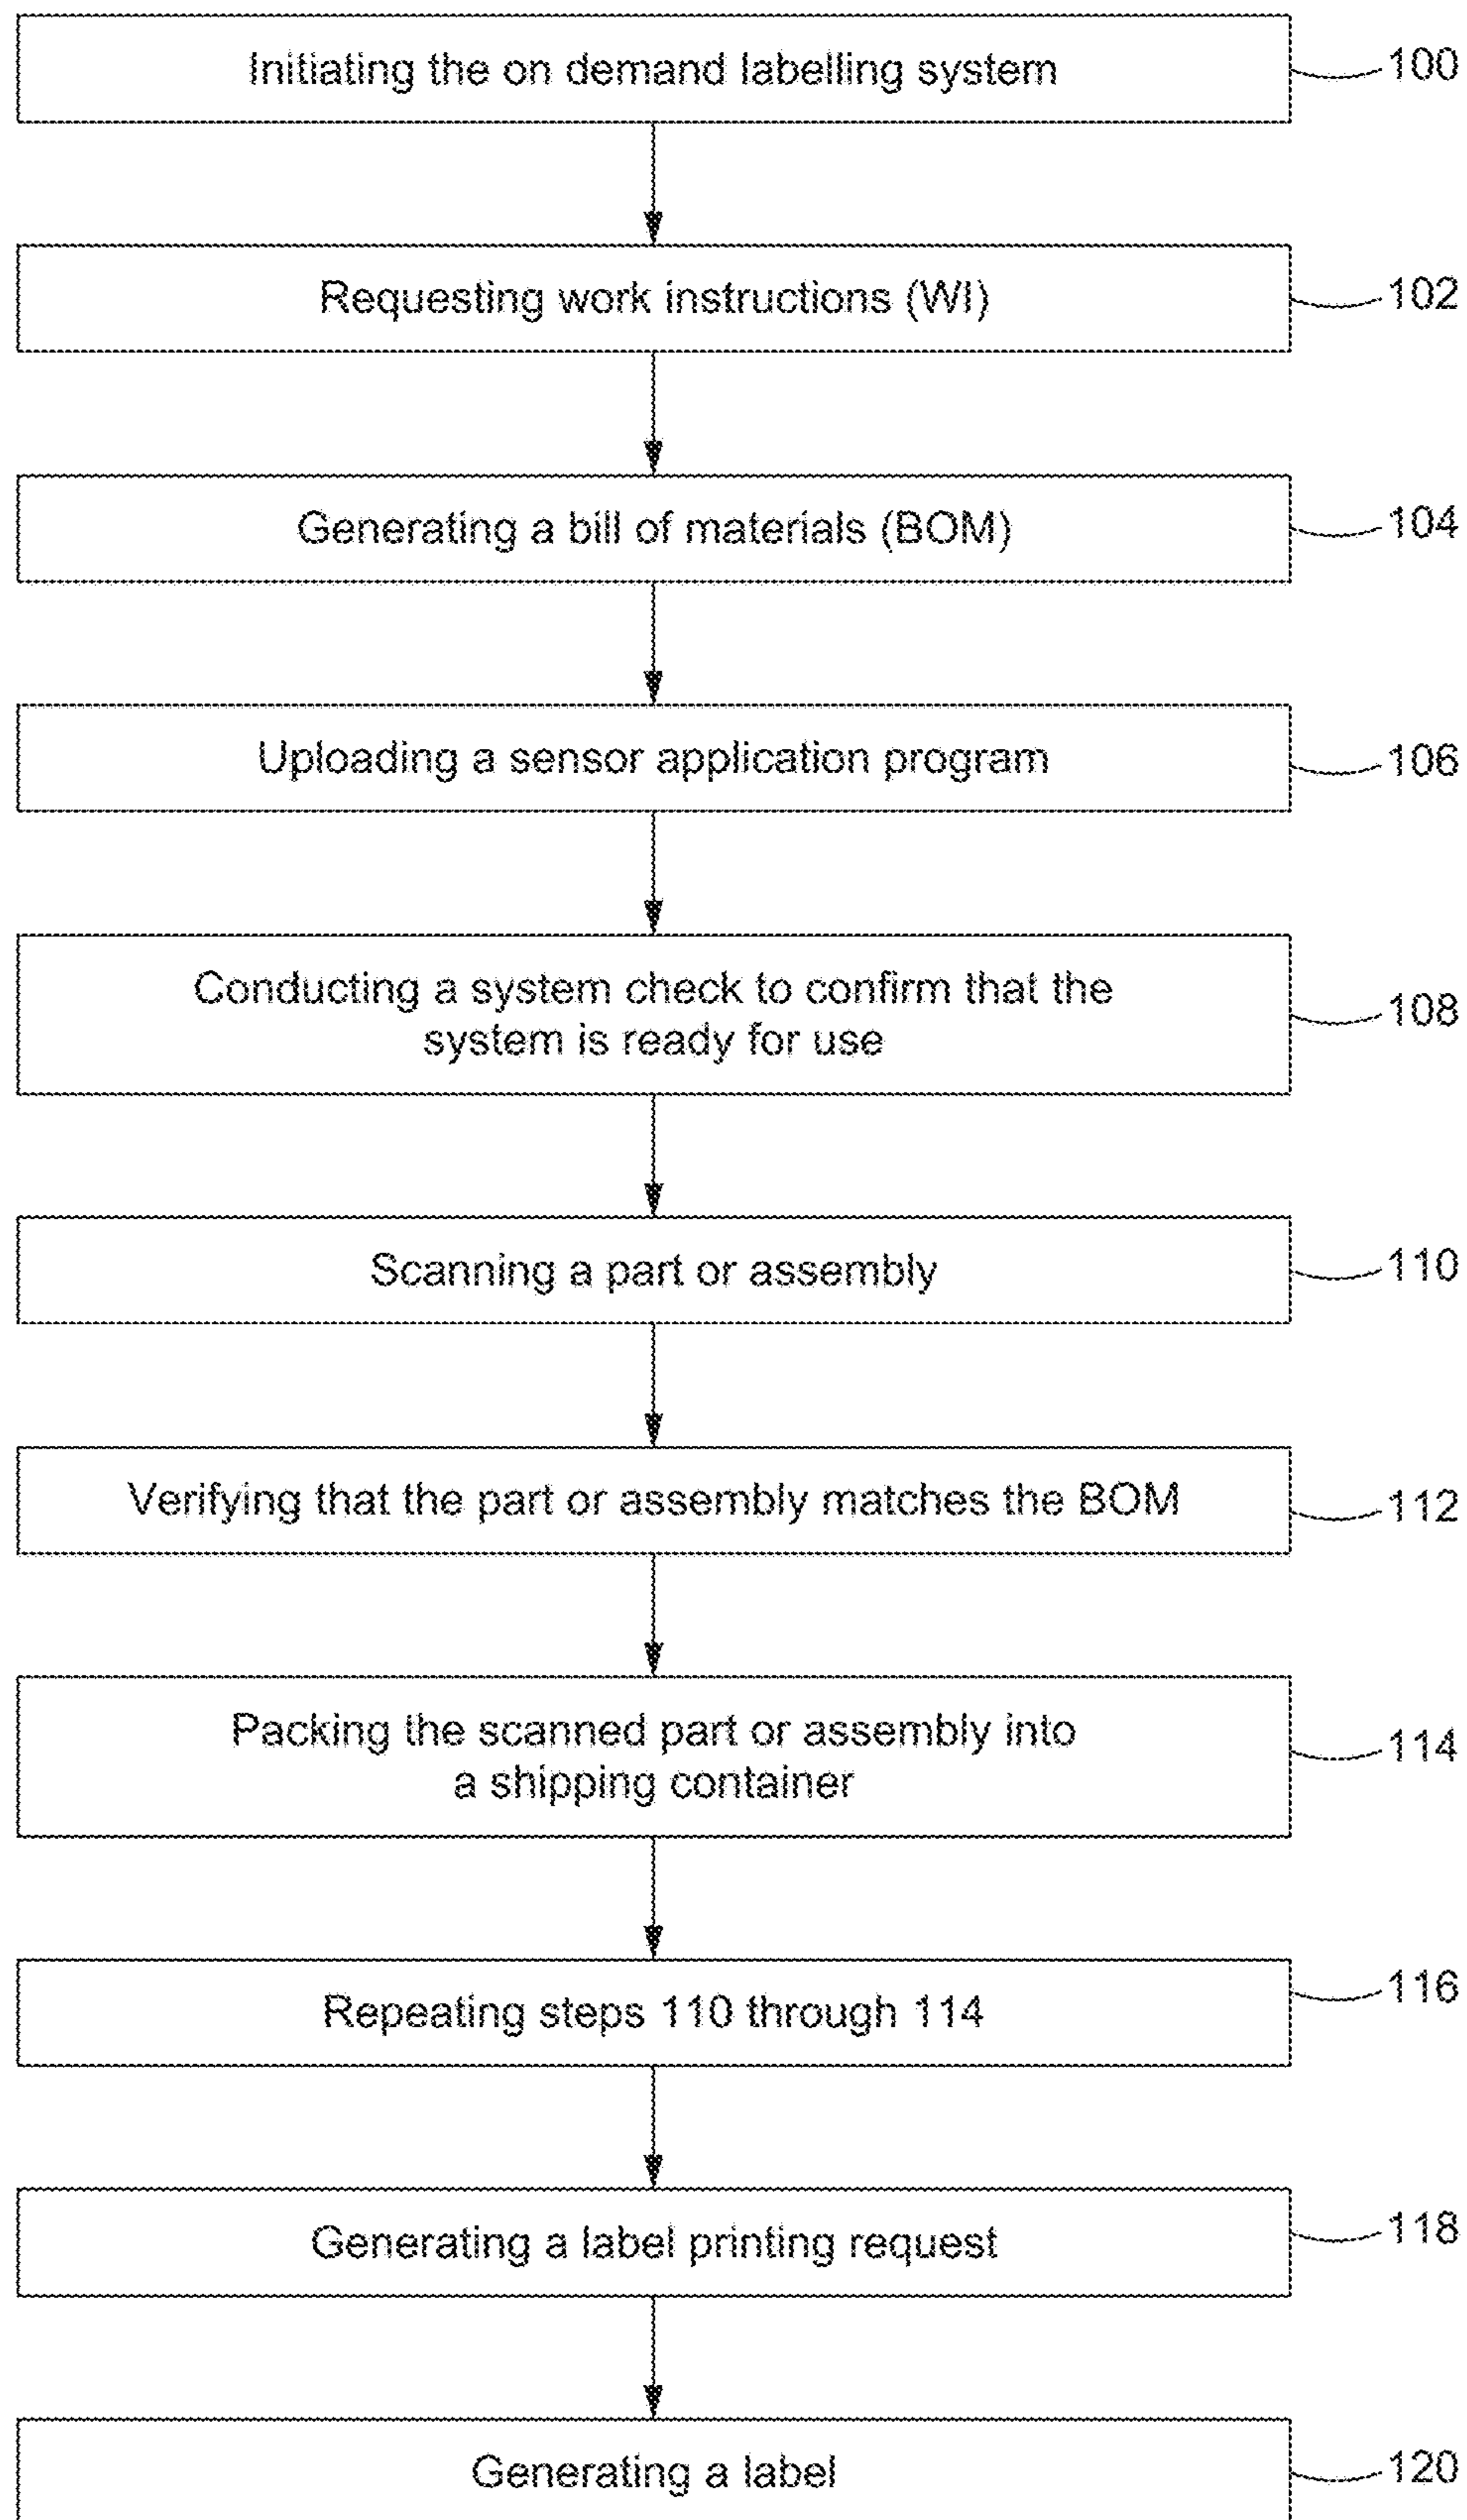 Initiating the on demand labelling system
100
Requesting work instructions (WI)
102
Generating a bill of materials (BOM)
104
Uploading a sensor application program
106
Conducting a system check to confirm that the
system is ready for use
108
Scanning a part or assembly
110
Verifying that the part or assembly matches the BOM
112
Packing the scanned part or assembly into
a shipping container
114
Repeating steps 110 through 114
116
Generating a label printing request
118
Generating a label
120